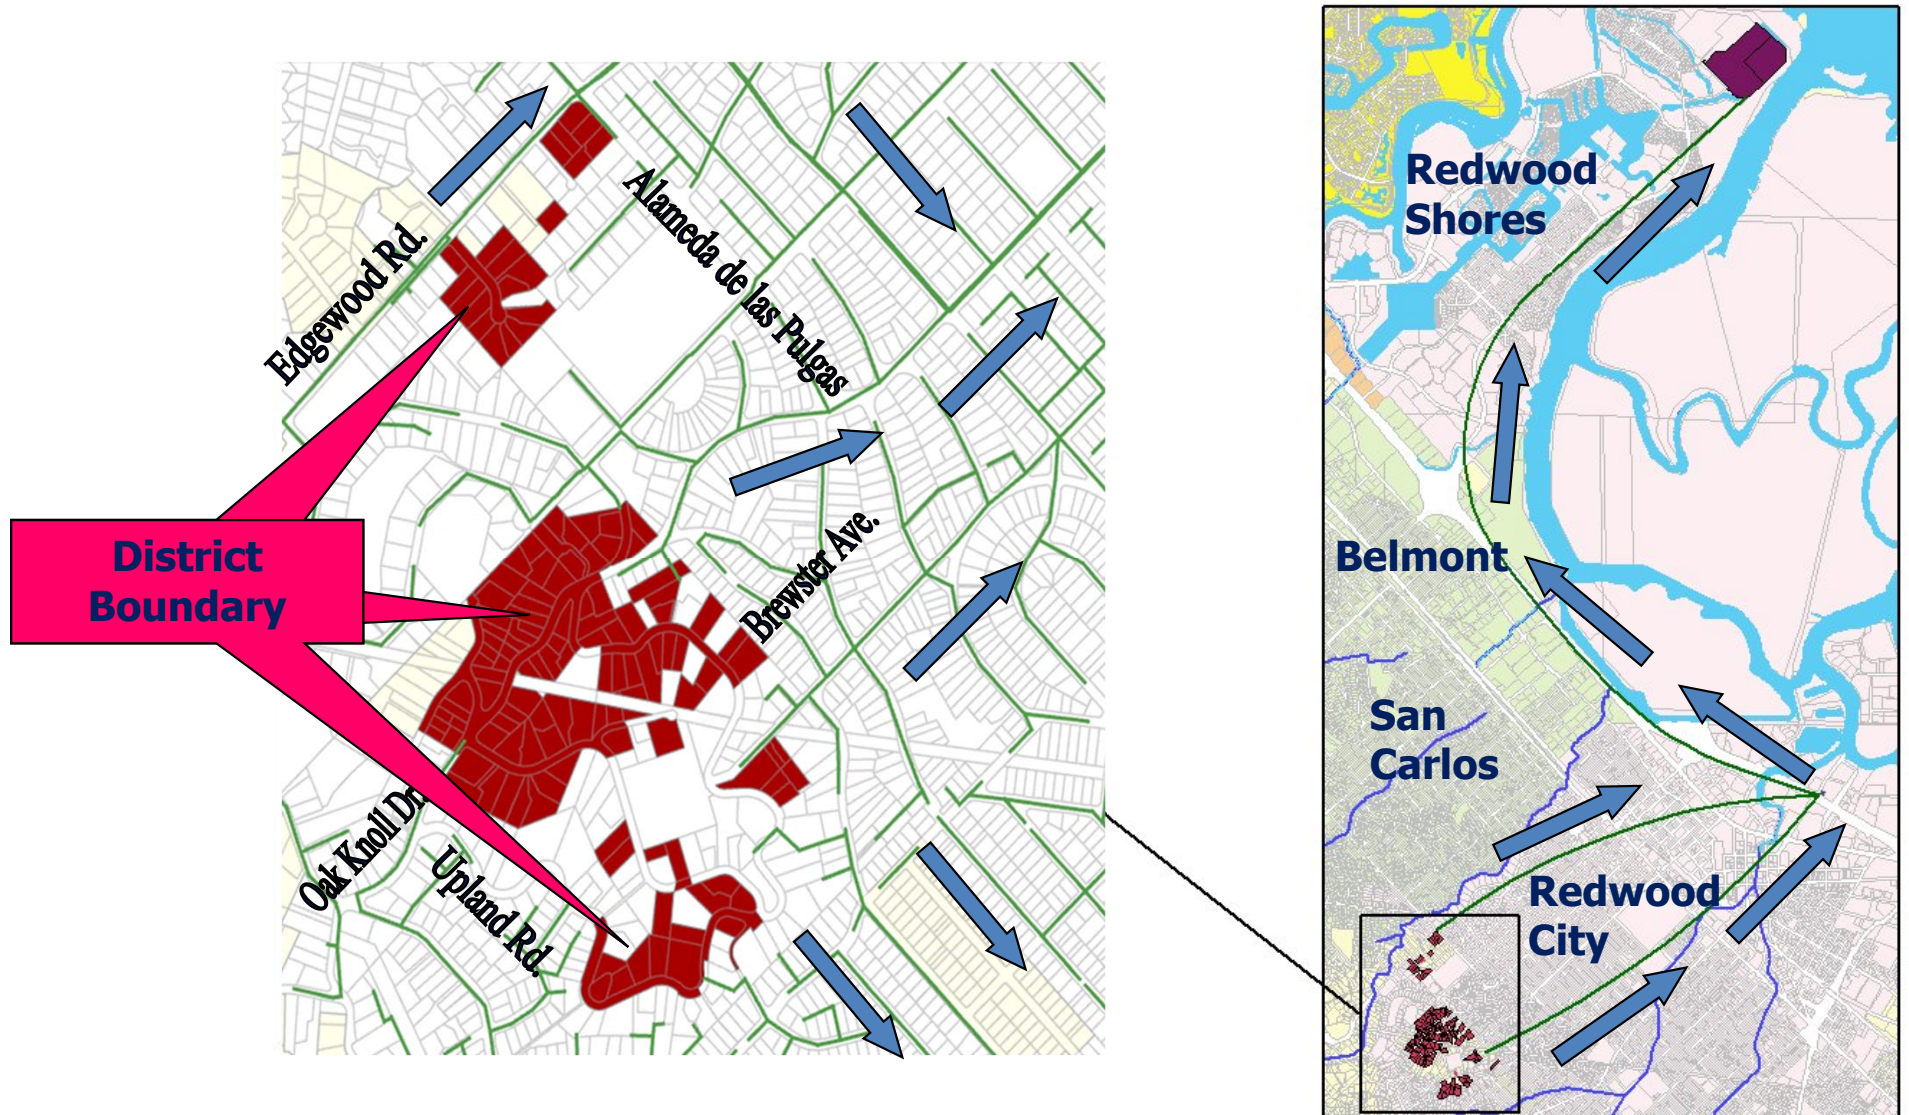 Edgewood Rd.
Alameda de las Pulgas
Brewster Ave.
District
Boundary
Oak Knoll Dr.
Upland Rd.
Redwood
Shores
Belmont
San
Carlos
Redwood
City